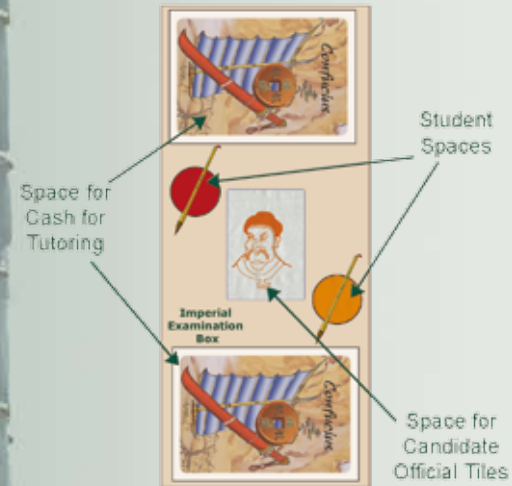 Confucius
Student
Spaces
Space for
Cash for
Tutoring
Imperial
Examination
Box
Confucius
Space for
Candidate
Official Tiles